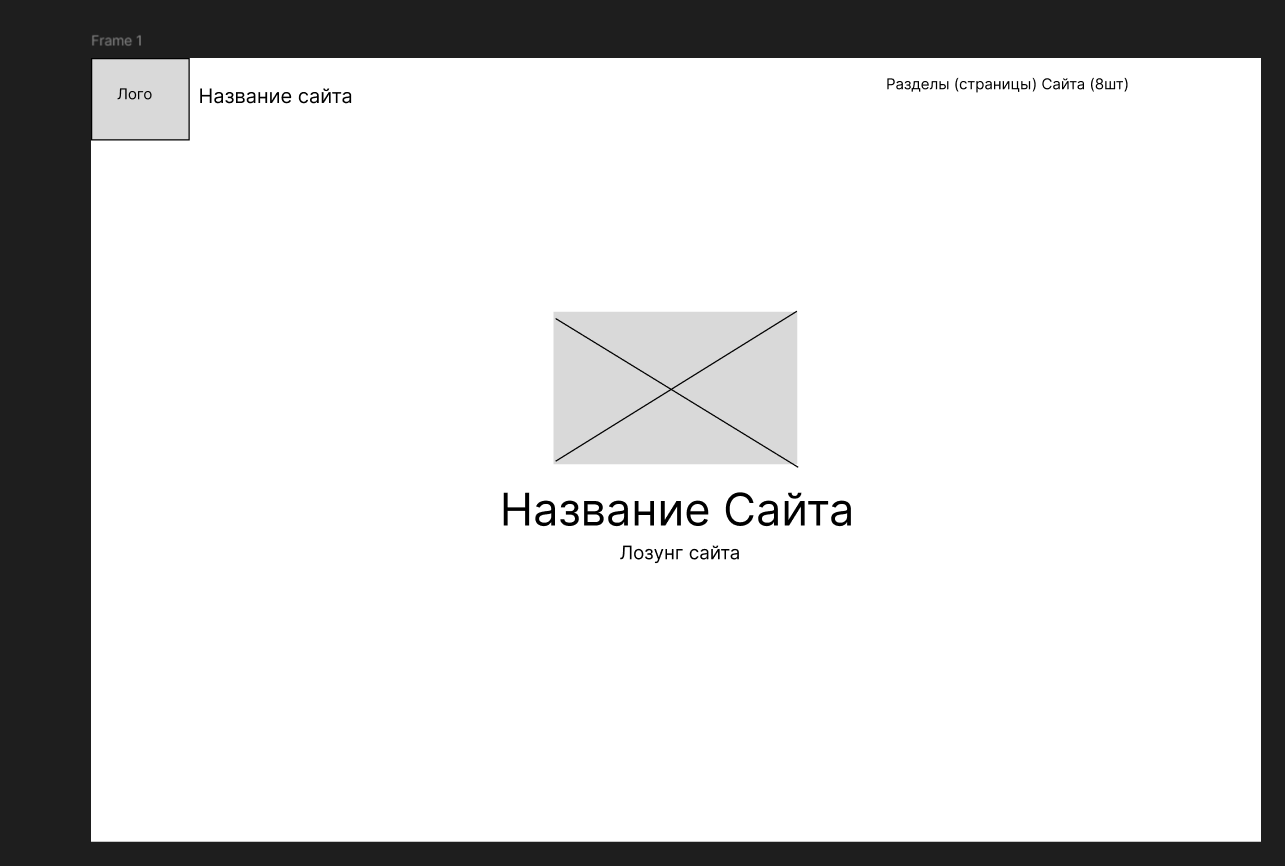 Frame 1
Лого
Название сайта
Разделы (страницы) Сайта (8шт)
Название Сайта
Лозунг сайта